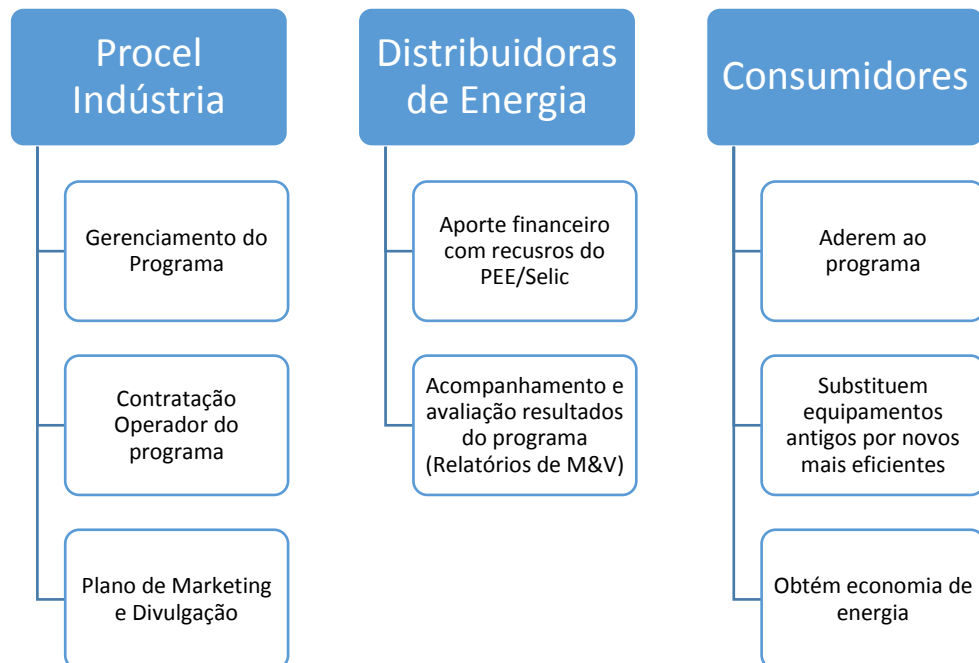 Procel
Indústria
Gerenciamento do
Programa
Contratação
Operador do
programa
Plano de Marketing
e Divulgação
Distribuidoras
de Energia
Aporte financeiro
com recusros do
PEE/Selic
Acompanhamento e
avaliação resultados
do programa
(Relatórios de M&V)
Consumidores
Aderem ao
programa
Substituem
equipamentos
antigos por novos
mais eficientes
Obtém economia de
energia